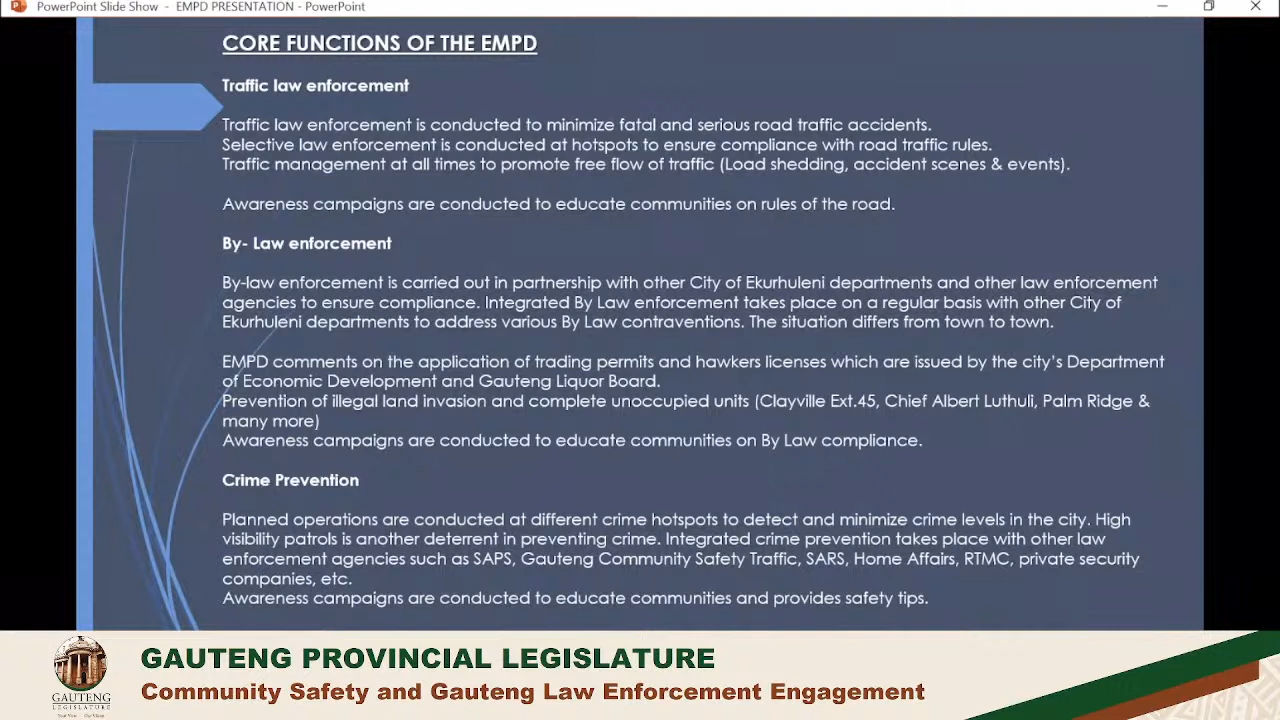 PowerPoint Slide Show - EMPD PRESENTATION - PowerPoint
CORE FUNCTIONS OF THE EMPD
Traffic law enforcement
Traffic law enforcement is conducted to minimize fatal and serious road traffic accidents.
Selective law enforcement is conducted at hotspots to ensure compliance with road traffic rules.
Traffic management at all times to promote free flow of traffic (Load shedding, accident scenes & events).
Awareness campaigns are conducted to educate communities on rules of the road.
By- Law enforcement
By-law enforcement is carried out in partnership with other City of Ekurhuleni departments and other law enforcement
agencies to ensure compliance. Integrated By Law enforcement takes place on a regular basis with other City of
Ekurhuleni departments to address various By Law contraventions. The situation differs from town to town.
EMPD comments on the application of trading permits and hawkers licenses which are issued by the city's Department
of Economic Development and Gauteng Liquor Board.
Prevention of illegal land invasion and complete unoccupied units (Clayville Ext.45, Chief Albert Luthuli, Palm Ridge &
many more)
Awareness campaigns are conducted to educate communities on By Law compliance.
Crime Prevention
Planned operations are conducted at different crime hotspots to detect and minimize crime levels in the city. High
visibility patrols is another deterrent in preventing crime. Integrated crime prevention takes place with other law
enforcement agencies such as SAPS, Gauteng Community Safety Traffic, SARS, Home Affairs, RTMC, private security
companies, etc.
Awareness campaigns are conducted to educate communities and provides safety tips.
GAUTENG PROVINCIAL LEGISLATURE
Community Safety and Gauteng Law Enforcement Engagement
GAUTENG
LEGISLATURE